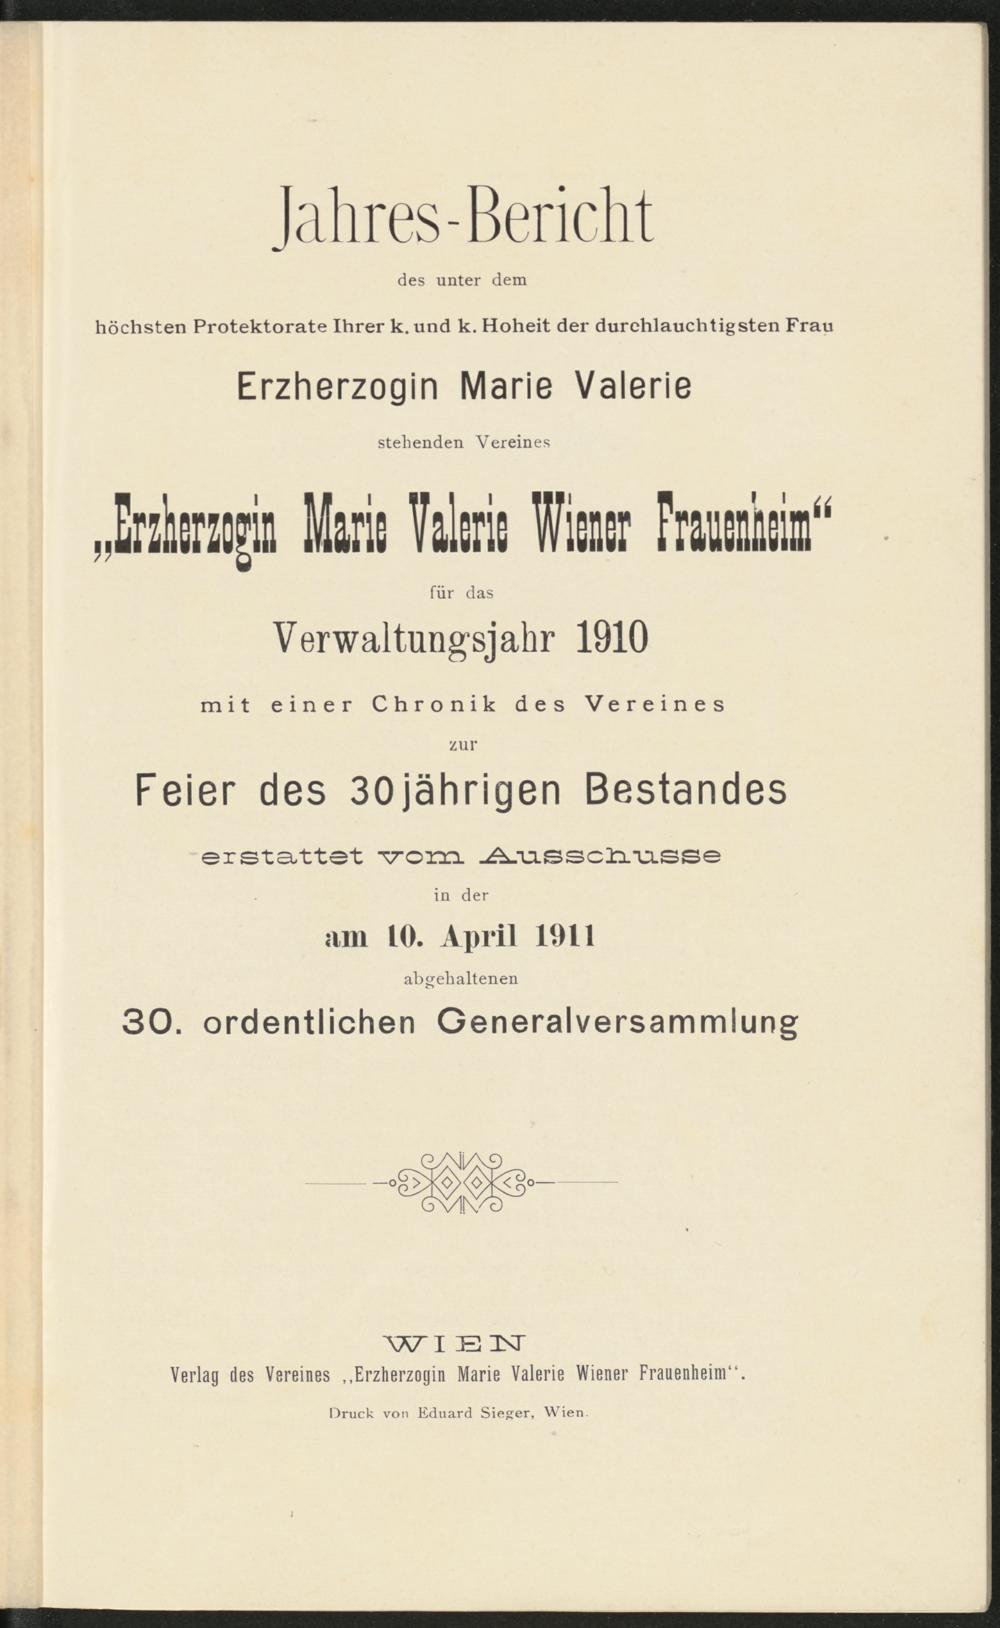 Jahres-Bericht
des unter dem
höchsten Protektorate Ihrer k. und k. Hoheit der durchlauchtigsten Frau
Erzherzogin Marie Valerie
stehenden Vereines
„Erzherzogin Marie Valerie Wiener Frauenheim“
für das
Verwaltungsjahr 1910
mit einer Chronik des Vereines
zur
Feier des 30jährigen Bestandes
erstattet vom Ausschusse
in der
am 10. April 1911
abgehaltenen
30. ordentlichen Generalversammlung
WIEN
Verlag des Vereines „Erzherzogin Marie Valerie Wiener Frauenheim“.
Druck von Eduard Sieger, Wien.